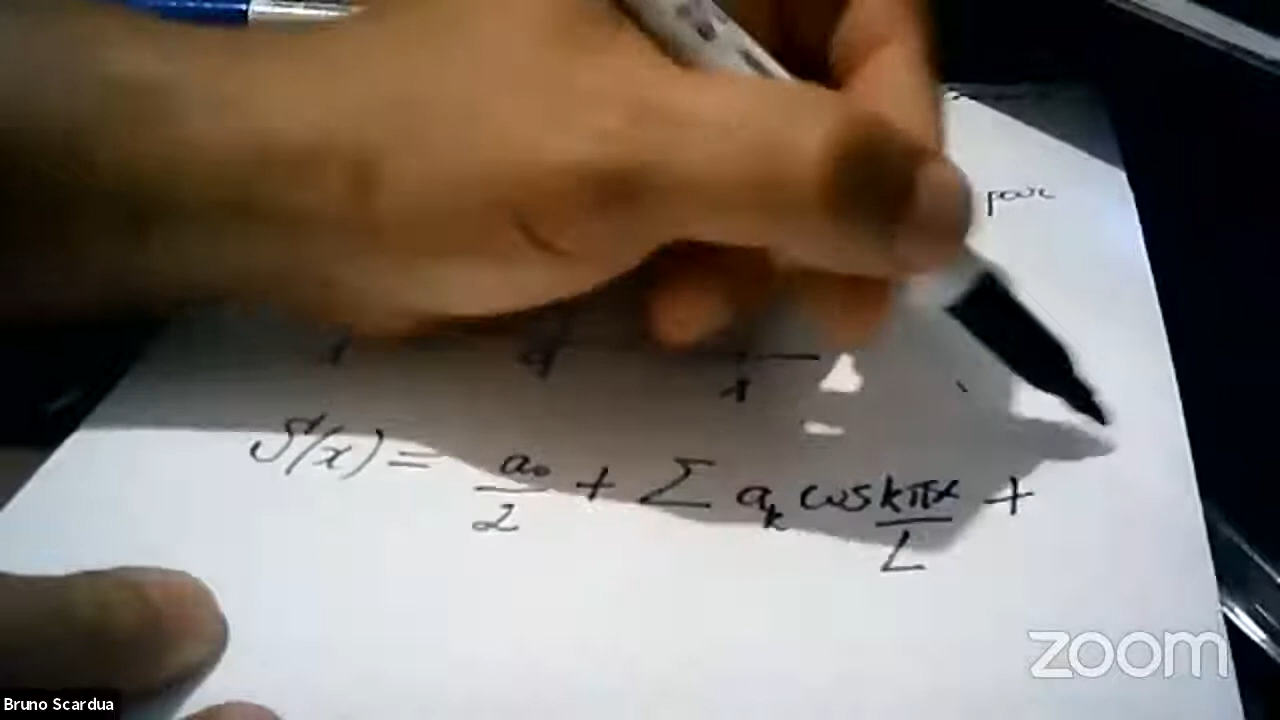 par
S(x) = a₀/2 + Σ aₖ cos kπx/L +
zoom
Bruno Scardua